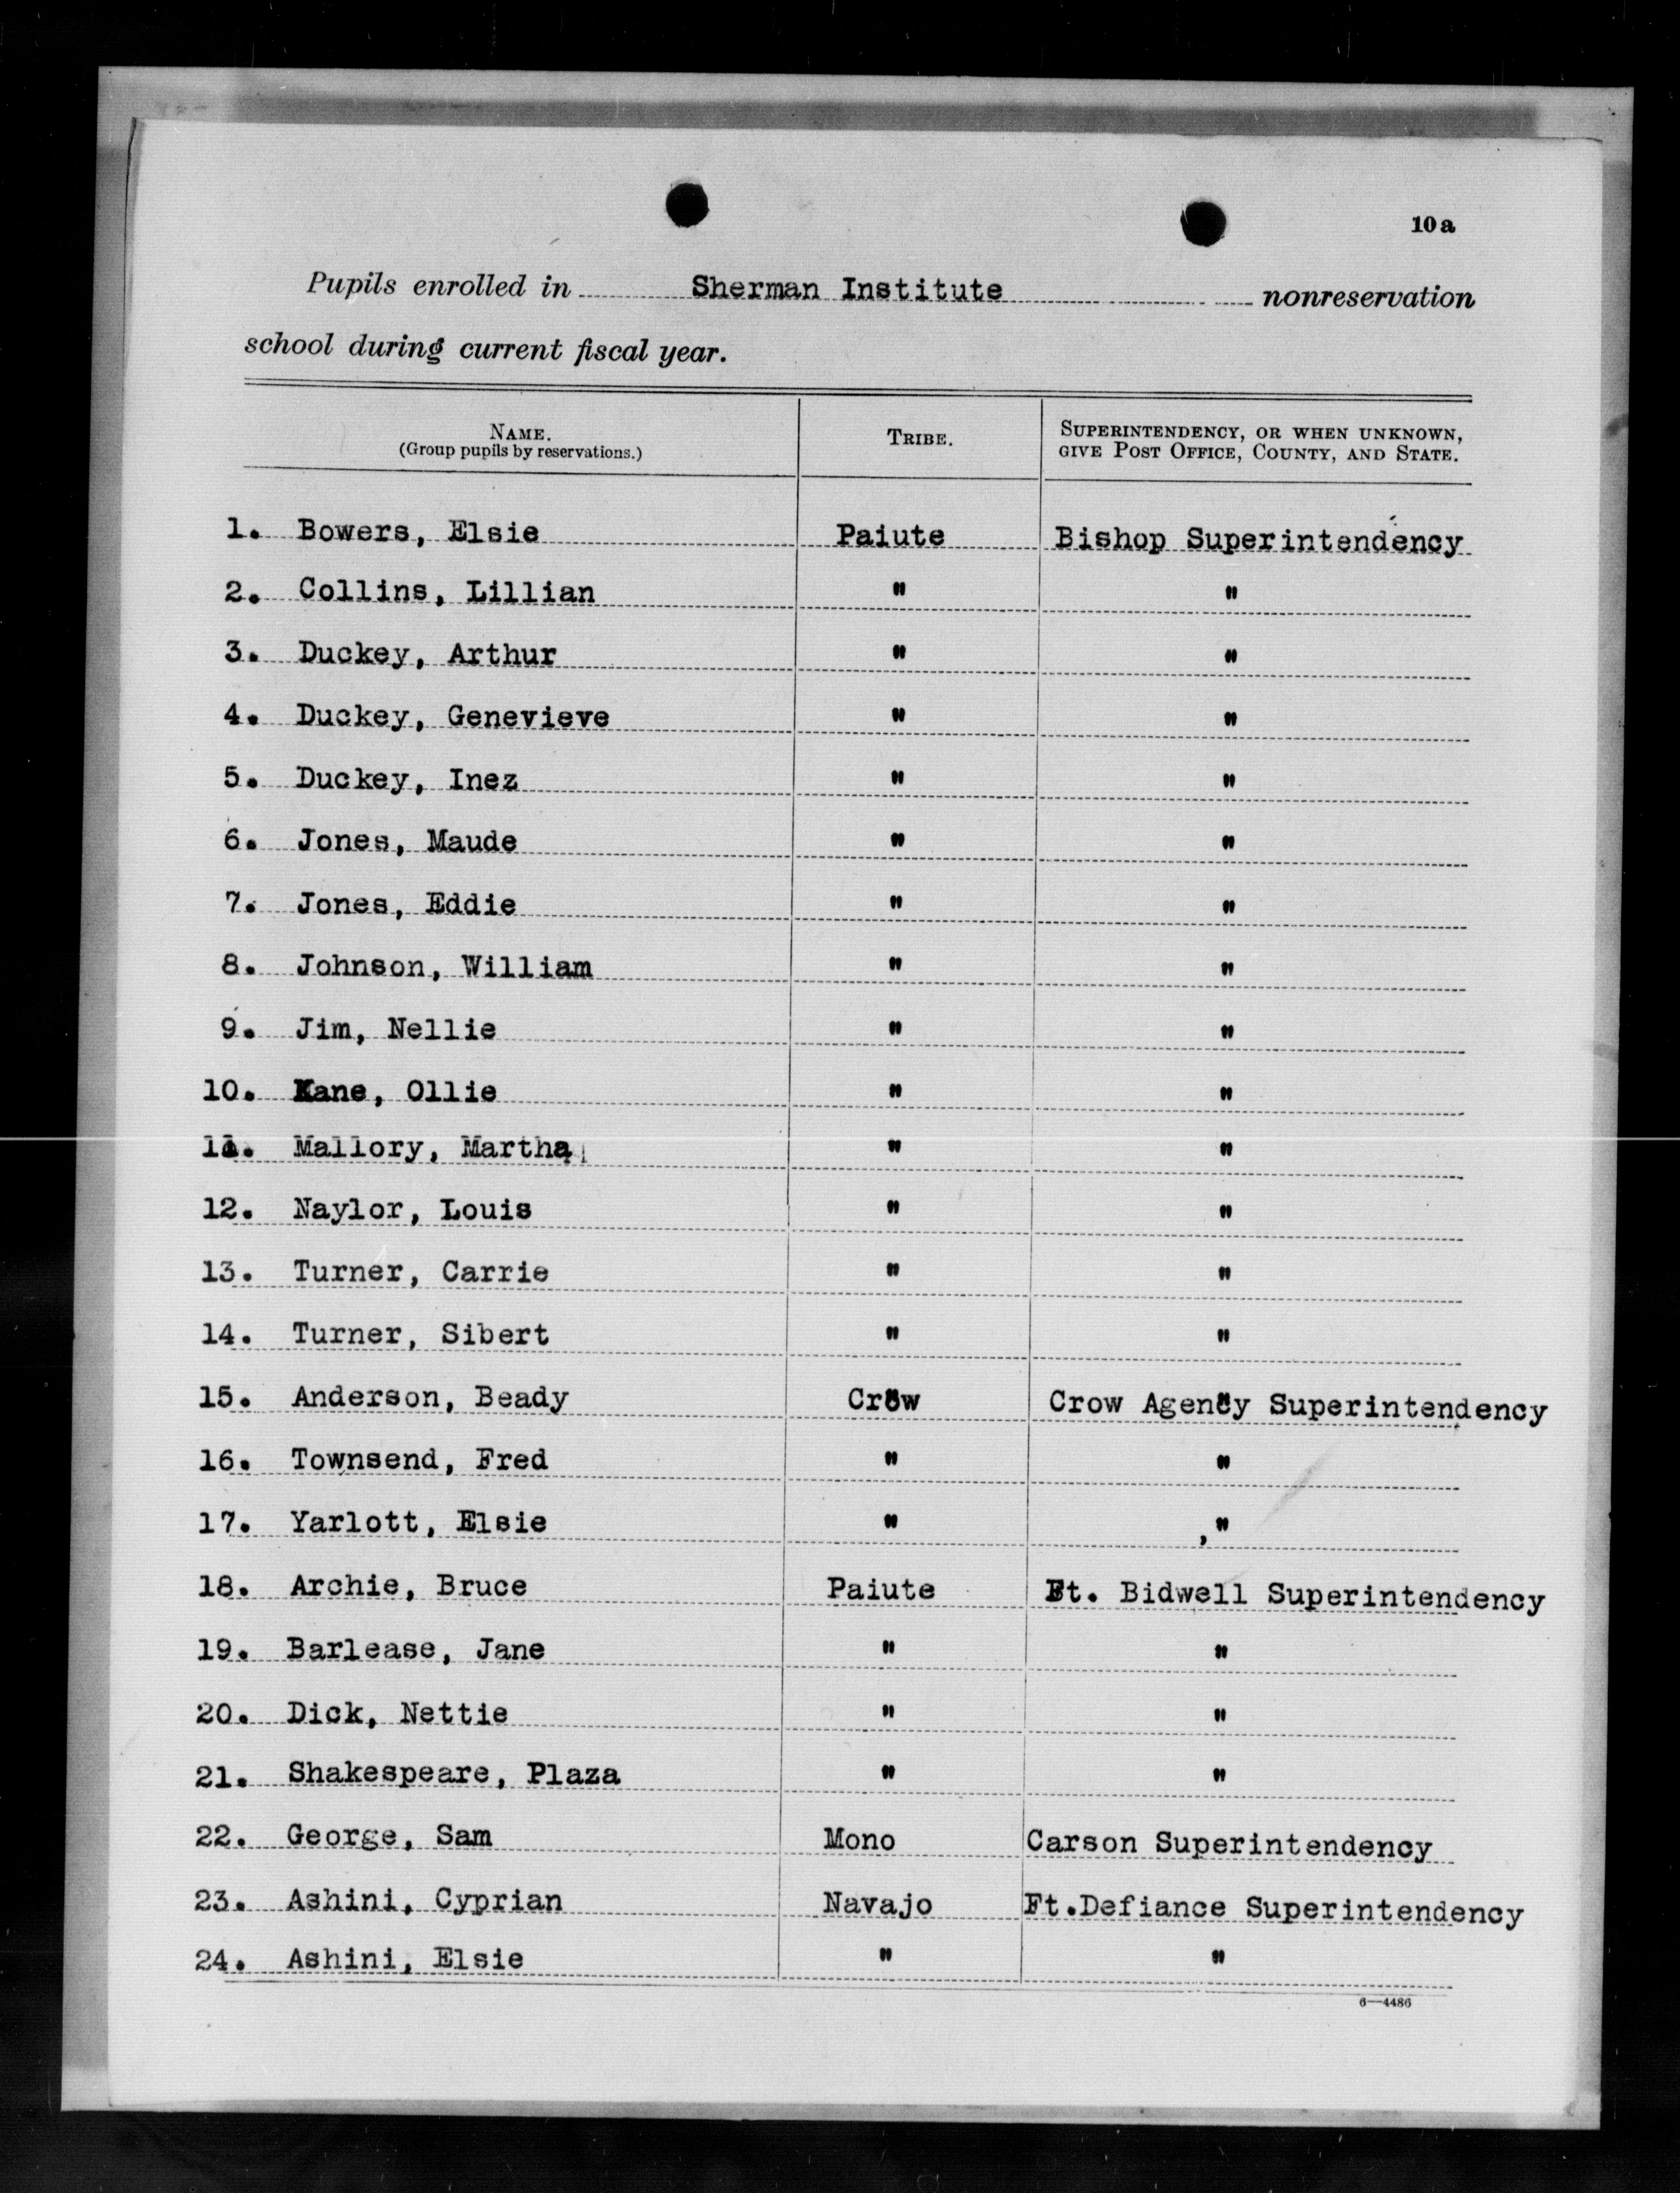 10a
Pupils enrolled in Sherman Institute nonreservation
school during current fiscal year.
NAME. TRIBE. SUPERINTENDENCY, OR WHEN UNKNOWN,
(Group pupils by reservations.) GIVE POST OFFICE, COUNTY, AND STATE.
1. Bowers, Elsie Paiute Bishop Superintendency
2. Collins, Lillian " "
3. Duckey, Arthur " "
4. Duckey, Genevieve " "
5. Duckey, Inez " "
6. Jones, Maude " "
7. Jones, Eddie " "
8. Johnson, William " "
9. Jim, Nellie " "
10. Kane, Ollie " "
11. Mallory, Martha " "
12. Naylor, Louis " "
13. Turner, Carrie " "
14. Turner, Sibert " "
15. Anderson, Beady Crow Crow Agency Superintendency
16. Townsend, Fred " "
17. Yarlott, Elsie " ,"
18. Archie, Bruce Paiute Ft. Bidwell Superintendency
19. Barlease, Jane " "
20. Dick, Nettie " "
21. Shakespeare, Plaza " "
22. George, Sam Mono Carson Superintendency
23. Ashini, Cyprian Navajo Ft.Defiance Superintendency
24. Ashini, Elsie " "
6—4486